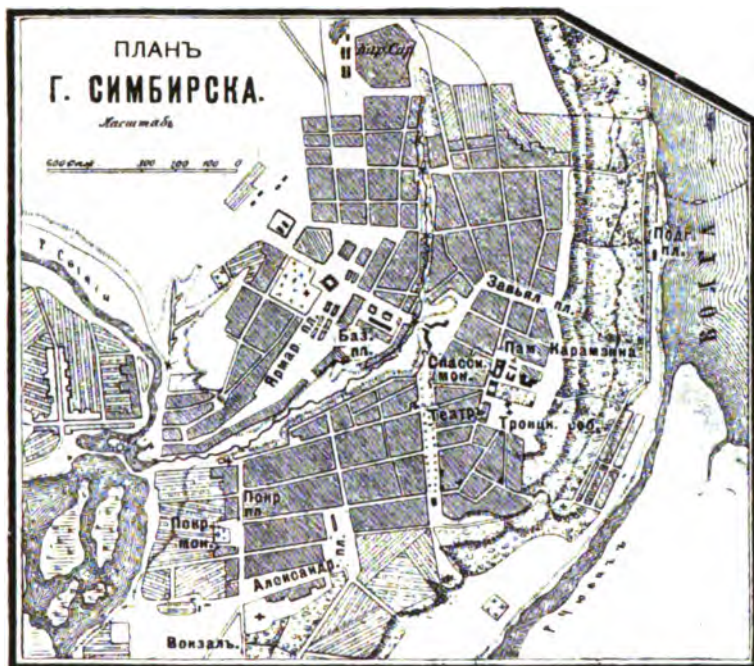 ПЛАНЪ
Г. СИМБИРСКА.
Масштабъ
300 200 100 0
ВОЛГА
Подг.
пл.
Завьял. пл.
Баз.
пл.
Ярмар. пл.
Пам. Карамзина
Спасск.
мон.
Театръ
Троицк. соб.
Покр.
пл.
Покр.
мон.
Александр. пл.
Вокзалъ.